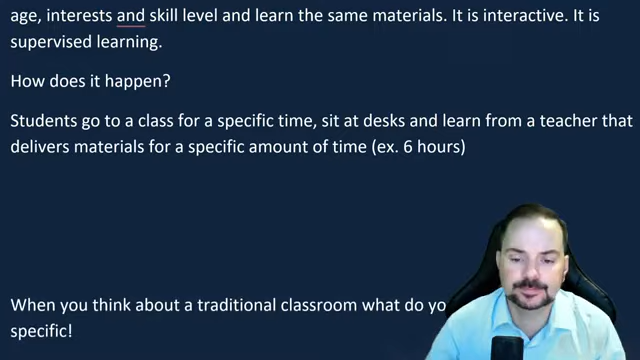 age, interests and skill level and learn the same materials. It is interactive. It is
supervised learning.
How does it happen?
Students go to a class for a specific time, sit at desks and learn from a teacher that
delivers materials for a specific amount of time (ex. 6 hours)
When you think about a traditional classroom what do
specific!